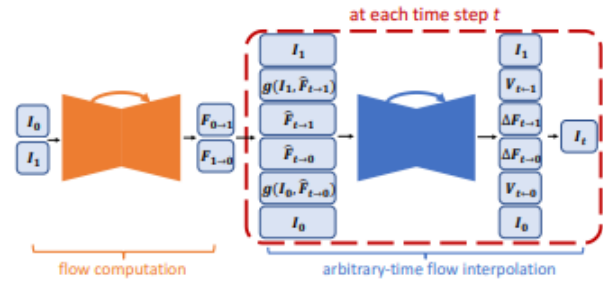 at each time step t
I₀
I₁
F₀→₁
F₁→₀
I₁
g(I₁, F̂ₜ→₁)
F̂ₜ→₁
F̂ₜ→₀
g(I₀, F̂ₜ→₀)
I₀
I₁
Vₜ←₁
ΔFₜ→₁
ΔFₜ→₀
Vₜ←₀
I₀
Iₜ
flow computation
arbitrary-time flow interpolation